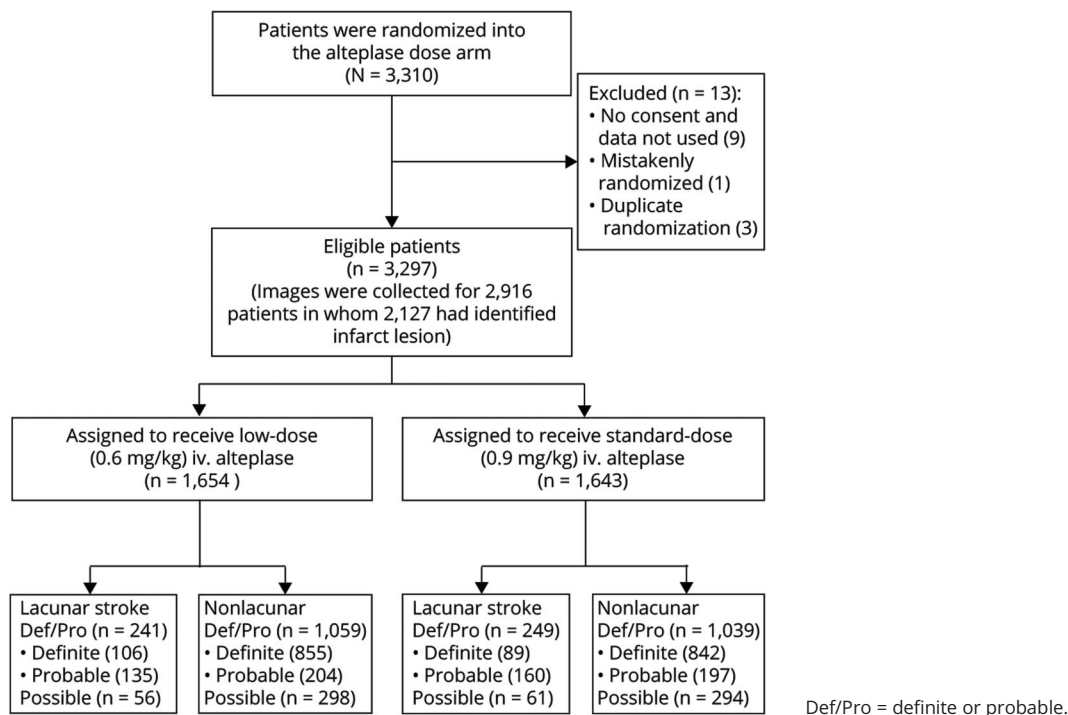 Patients were randomized into
the alteplase dose arm
(N = 3,310)
Excluded (n = 13):
• No consent and
data not used (9)
• Mistakenly
randomized (1)
• Duplicate
randomization (3)
Eligible patients
(n = 3,297)
(Images were collected for 2,916
patients in whom 2,127 had identified
infarct lesion)
Assigned to receive low-dose
(0.6 mg/kg) iv. alteplase
(n = 1,654 )
Assigned to receive standard-dose
(0.9 mg/kg) iv. alteplase
(n = 1,643)
Lacunar stroke
Def/Pro (n = 241)
• Definite (106)
• Probable (135)
Possible (n = 56)
Nonlacunar
Def/Pro (n = 1,059)
• Definite (855)
• Probable (204)
Possible (n = 298)
Lacunar stroke
Def/Pro (n = 249)
• Definite (89)
• Probable (160)
Possible (n = 61)
Nonlacunar
Def/Pro (n = 1,039)
• Definite (842)
• Probable (197)
Possible (n = 294)
Def/Pro = definite or probable.